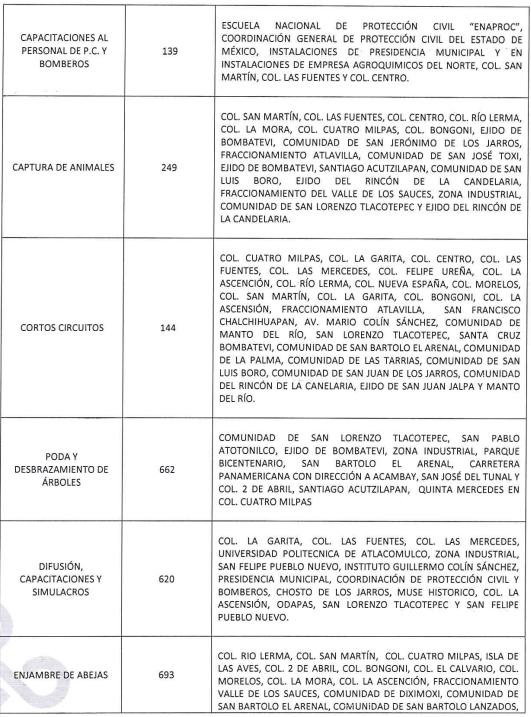 CAPACITACIONES AL
PERSONAL DE P.C. Y
BOMBEROS
139
ESCUELA NACIONAL DE PROTECCIÓN CIVIL "ENAPROC",
COORDINACIÓN GENERAL DE PROTECCIÓN CIVIL DEL ESTADO DE
MÉXICO, INSTALACIONES DE PRESIDENCIA MUNICIPAL Y EN
INSTALACIONES DE EMPRESA AGROQUIMICOS DEL NORTE, COL. SAN
MARTÍN, COL. LAS FUENTES Y COL. CENTRO.
CAPTURA DE ANIMALES
249
COL. SAN MARTÍN, COL. LAS FUENTES, COL. CENTRO, COL. RÍO LERMA,
COL. LA MORA, COL. CUATRO MILPAS, COL. BONGONI, EJIDO DE
BOMBATEVI, COMUNIDAD DE SAN JERÓNIMO DE LOS JARROS,
FRACCIONAMIENTO ATLAVILLA, COMUNIDAD DE SAN JOSÉ TOXI,
EJIDO DE BOMBATEVI, SANTIAGO ACUTZILAPAN, COMUNIDAD DE SAN
LUIS BORO, EJIDO DEL RINCÓN DE LA CANDELARIA,
FRACCIONAMIENTO DEL VALLE DE LOS SAUCES, ZONA INDUSTRIAL,
COMUNIDAD DE SAN LORENZO TLACOTEPEC Y EJIDO DEL RINCÓN DE
LA CANDELARIA.
CORTOS CIRCUITOS
144
COL. CUATRO MILPAS, COL. LA GARITA, COL. CENTRO, COL. LAS
FUENTES, COL. LAS MERCEDES, COL. FELIPE UREÑA, COL. LA
ASCENCIÓN, COL. RÍO LERMA, COL. NUEVA ESPAÑA, COL. MORELOS,
COL. SAN MARTÍN, COL. LA GARITA, COL. BONGONI, COL. LA
ASCENSIÓN, FRACCIONAMIENTO ATLAVILLA, SAN FRANCISCO
CHALCHIHUAPAN, AV. MARIO COLÍN SÁNCHEZ, COMUNIDAD DE
MANTO DEL RÍO, SAN LORENZO TLACOTEPEC, SANTA CRUZ
BOMBATEVI, COMUNIDAD DE SAN BARTOLO EL ARENAL, COMUNIDAD
DE LA PALMA, COMUNIDAD DE LAS TARRIAS, COMUNIDAD DE SAN
LUIS BORO, COMUNIDAD DE SAN JUAN DE LOS JARROS, COMUNIDAD
DEL RINCÓN DE LA CANELARIA, EJIDO DE SAN JUAN JALPA Y MANTO
DEL RÍO.
PODA Y
DESBRAZAMIENTO DE
ÁRBOLES
662
COMUNIDAD DE SAN LORENZO TLACOTEPEC, SAN PABLO
ATOTONILCO, EJIDO DE BOMBATEVI, ZONA INDUSTRIAL, PARQUE
BICENTENARIO, SAN BARTOLO EL ARENAL, CARRETERA
PANAMERICANA CON DIRECCIÓN A ACAMBAY, SAN JOSÉ DEL TUNAL Y
COL. 2 DE ABRIL, SANTIAGO ACUTZILAPAN, QUINTA MERCEDES EN
COL. CUATRO MILPAS
DIFUSIÓN,
CAPACITACIONES Y
SIMULACROS
620
COL. LA GARITA, COL. LAS FUENTES, COL. LAS MERCEDES,
UNIVERSIDAD POLITECNICA DE ATLACOMULCO, ZONA INDUSTRIAL,
SAN FELIPE PUEBLO NUEVO, INSTITUTO GUILLERMO COLÍN SÁNCHEZ,
PRESIDENCIA MUNICIPAL, COORDINACIÓN DE PROTECCIÓN CIVIL Y
BOMBEROS, CHOSTO DE LOS JARROS, MUSE HISTORICO, COL. LA
ASCENSIÓN, ODAPAS, SAN LORENZO TLACOTEPEC Y SAN FELIPE
PUEBLO NUEVO.
ENJAMBRE DE ABEJAS
693
COL. RIO LERMA, COL. SAN MARTÍN, COL. CUATRO MILPAS, ISLA DE
LAS AVES, COL. 2 DE ABRIL, COL. BONGONI, COL. EL CALVARIO, COL.
MORELOS, COL. LA MORA, COL. LA ASCENCIÓN, FRACCIONAMIENTO
VALLE DE LOS SAUCES, COMUNIDAD DE DIXIMOXI, COMUNIDAD DE
SAN BARTOLO EL ARENAL, COMUNIDAD DE SAN BARTOLO LANZADOS,